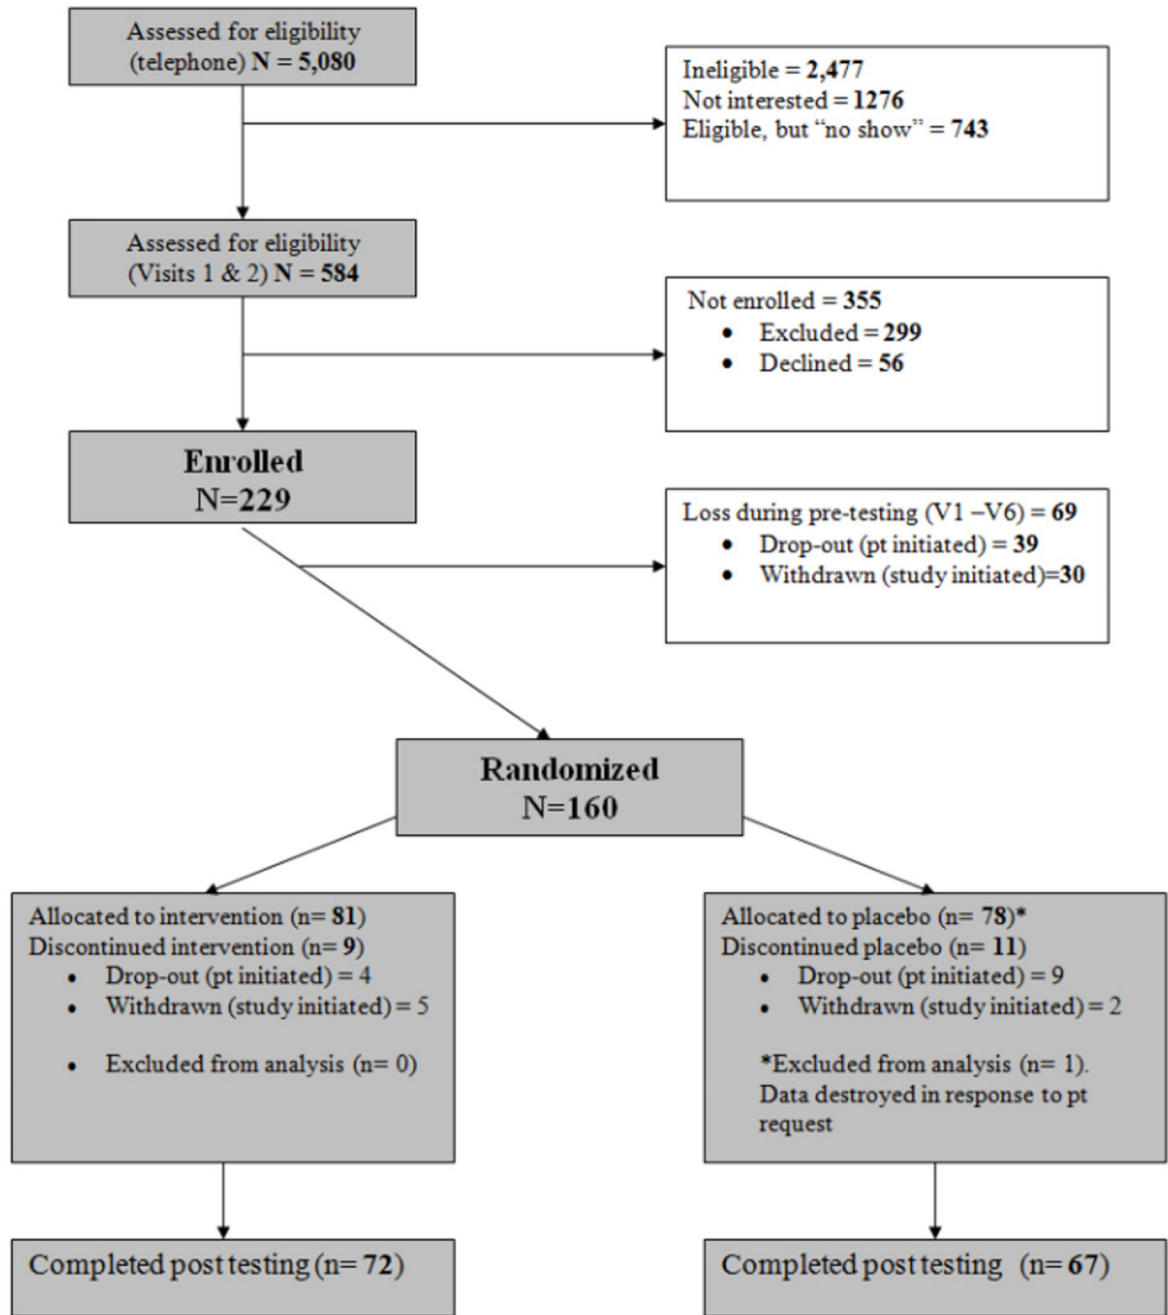 Assessed for eligibility
(telephone) N = 5,080
Ineligible = 2,477
Not interested = 1276
Eligible, but “no show” = 743
Assessed for eligibility
(Visits 1 & 2) N = 584
Not enrolled = 355
• Excluded = 299
• Declined = 56
Enrolled
N=229
Loss during pre-testing (V1 –V6) = 69
• Drop-out (pt initiated) = 39
• Withdrawn (study initiated)=30
Randomized
N=160
Allocated to intervention (n= 81)
Discontinued intervention (n= 9)
• Drop-out (pt initiated) = 4
• Withdrawn (study initiated) = 5
• Excluded from analysis (n= 0)
Allocated to placebo (n= 78)*
Discontinued placebo (n= 11)
• Drop-out (pt initiated) = 9
• Withdrawn (study initiated) = 2
*Excluded from analysis (n= 1).
Data destroyed in response to pt
request
Completed post testing (n= 72)
Completed post testing (n= 67)